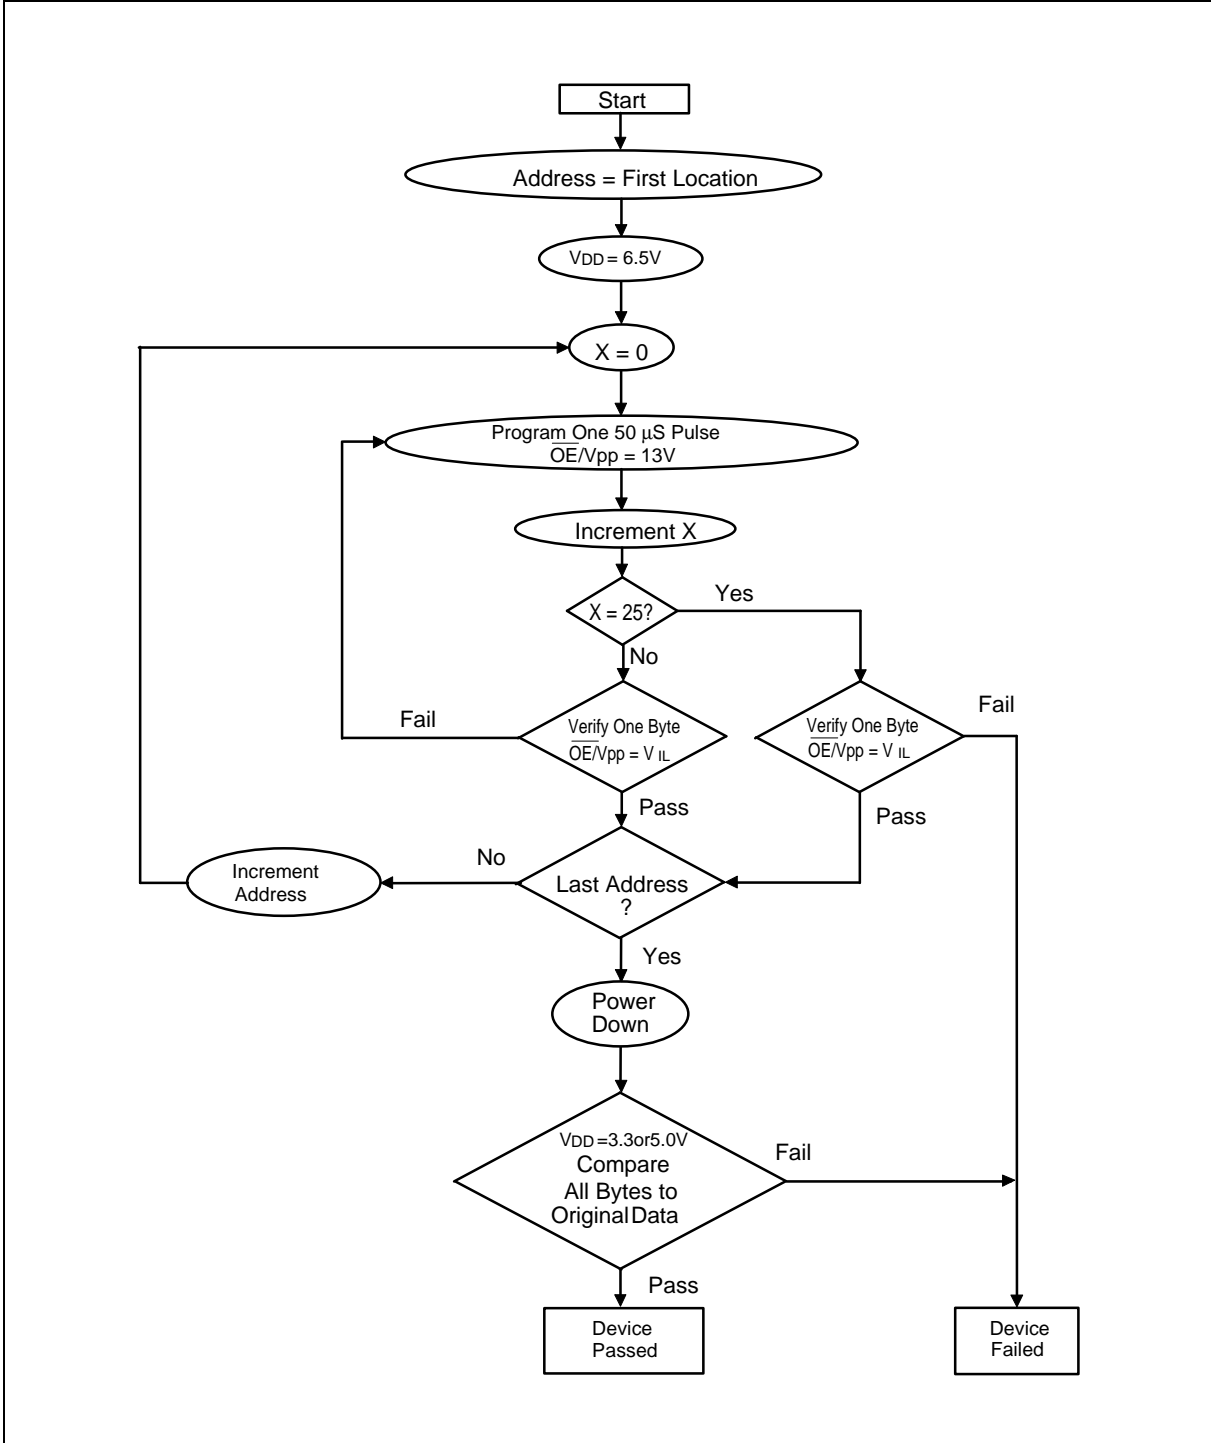 Start
Address = First Location
VDD = 6.5V
X = 0
Program One 50 µS Pulse
O̅E̅/Vpp = 13V
Increment X
X = 25?
Yes
No
Verify One Byte
O̅E̅/Vpp = V IL
Fail
Verify One Byte
O̅E̅/Vpp = V IL
Fail
Pass
Pass
Increment
Address
No
Last Address
?
Yes
Power
Down
VDD =3.3or5.0V
Compare
All Bytes to
Original Data
Fail
Pass
Device
Passed
Device
Failed